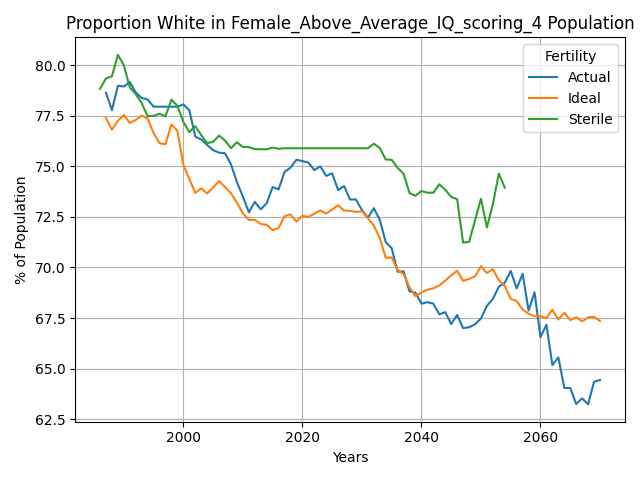 Proportion White in Female_Above_Average_IQ_scoring_4 Population
Fertility
Actual
Ideal
Sterile
% of Population
80.0
77.5
75.0
72.5
70.0
67.5
65.0
62.5
2000
2020
2040
2060
Years